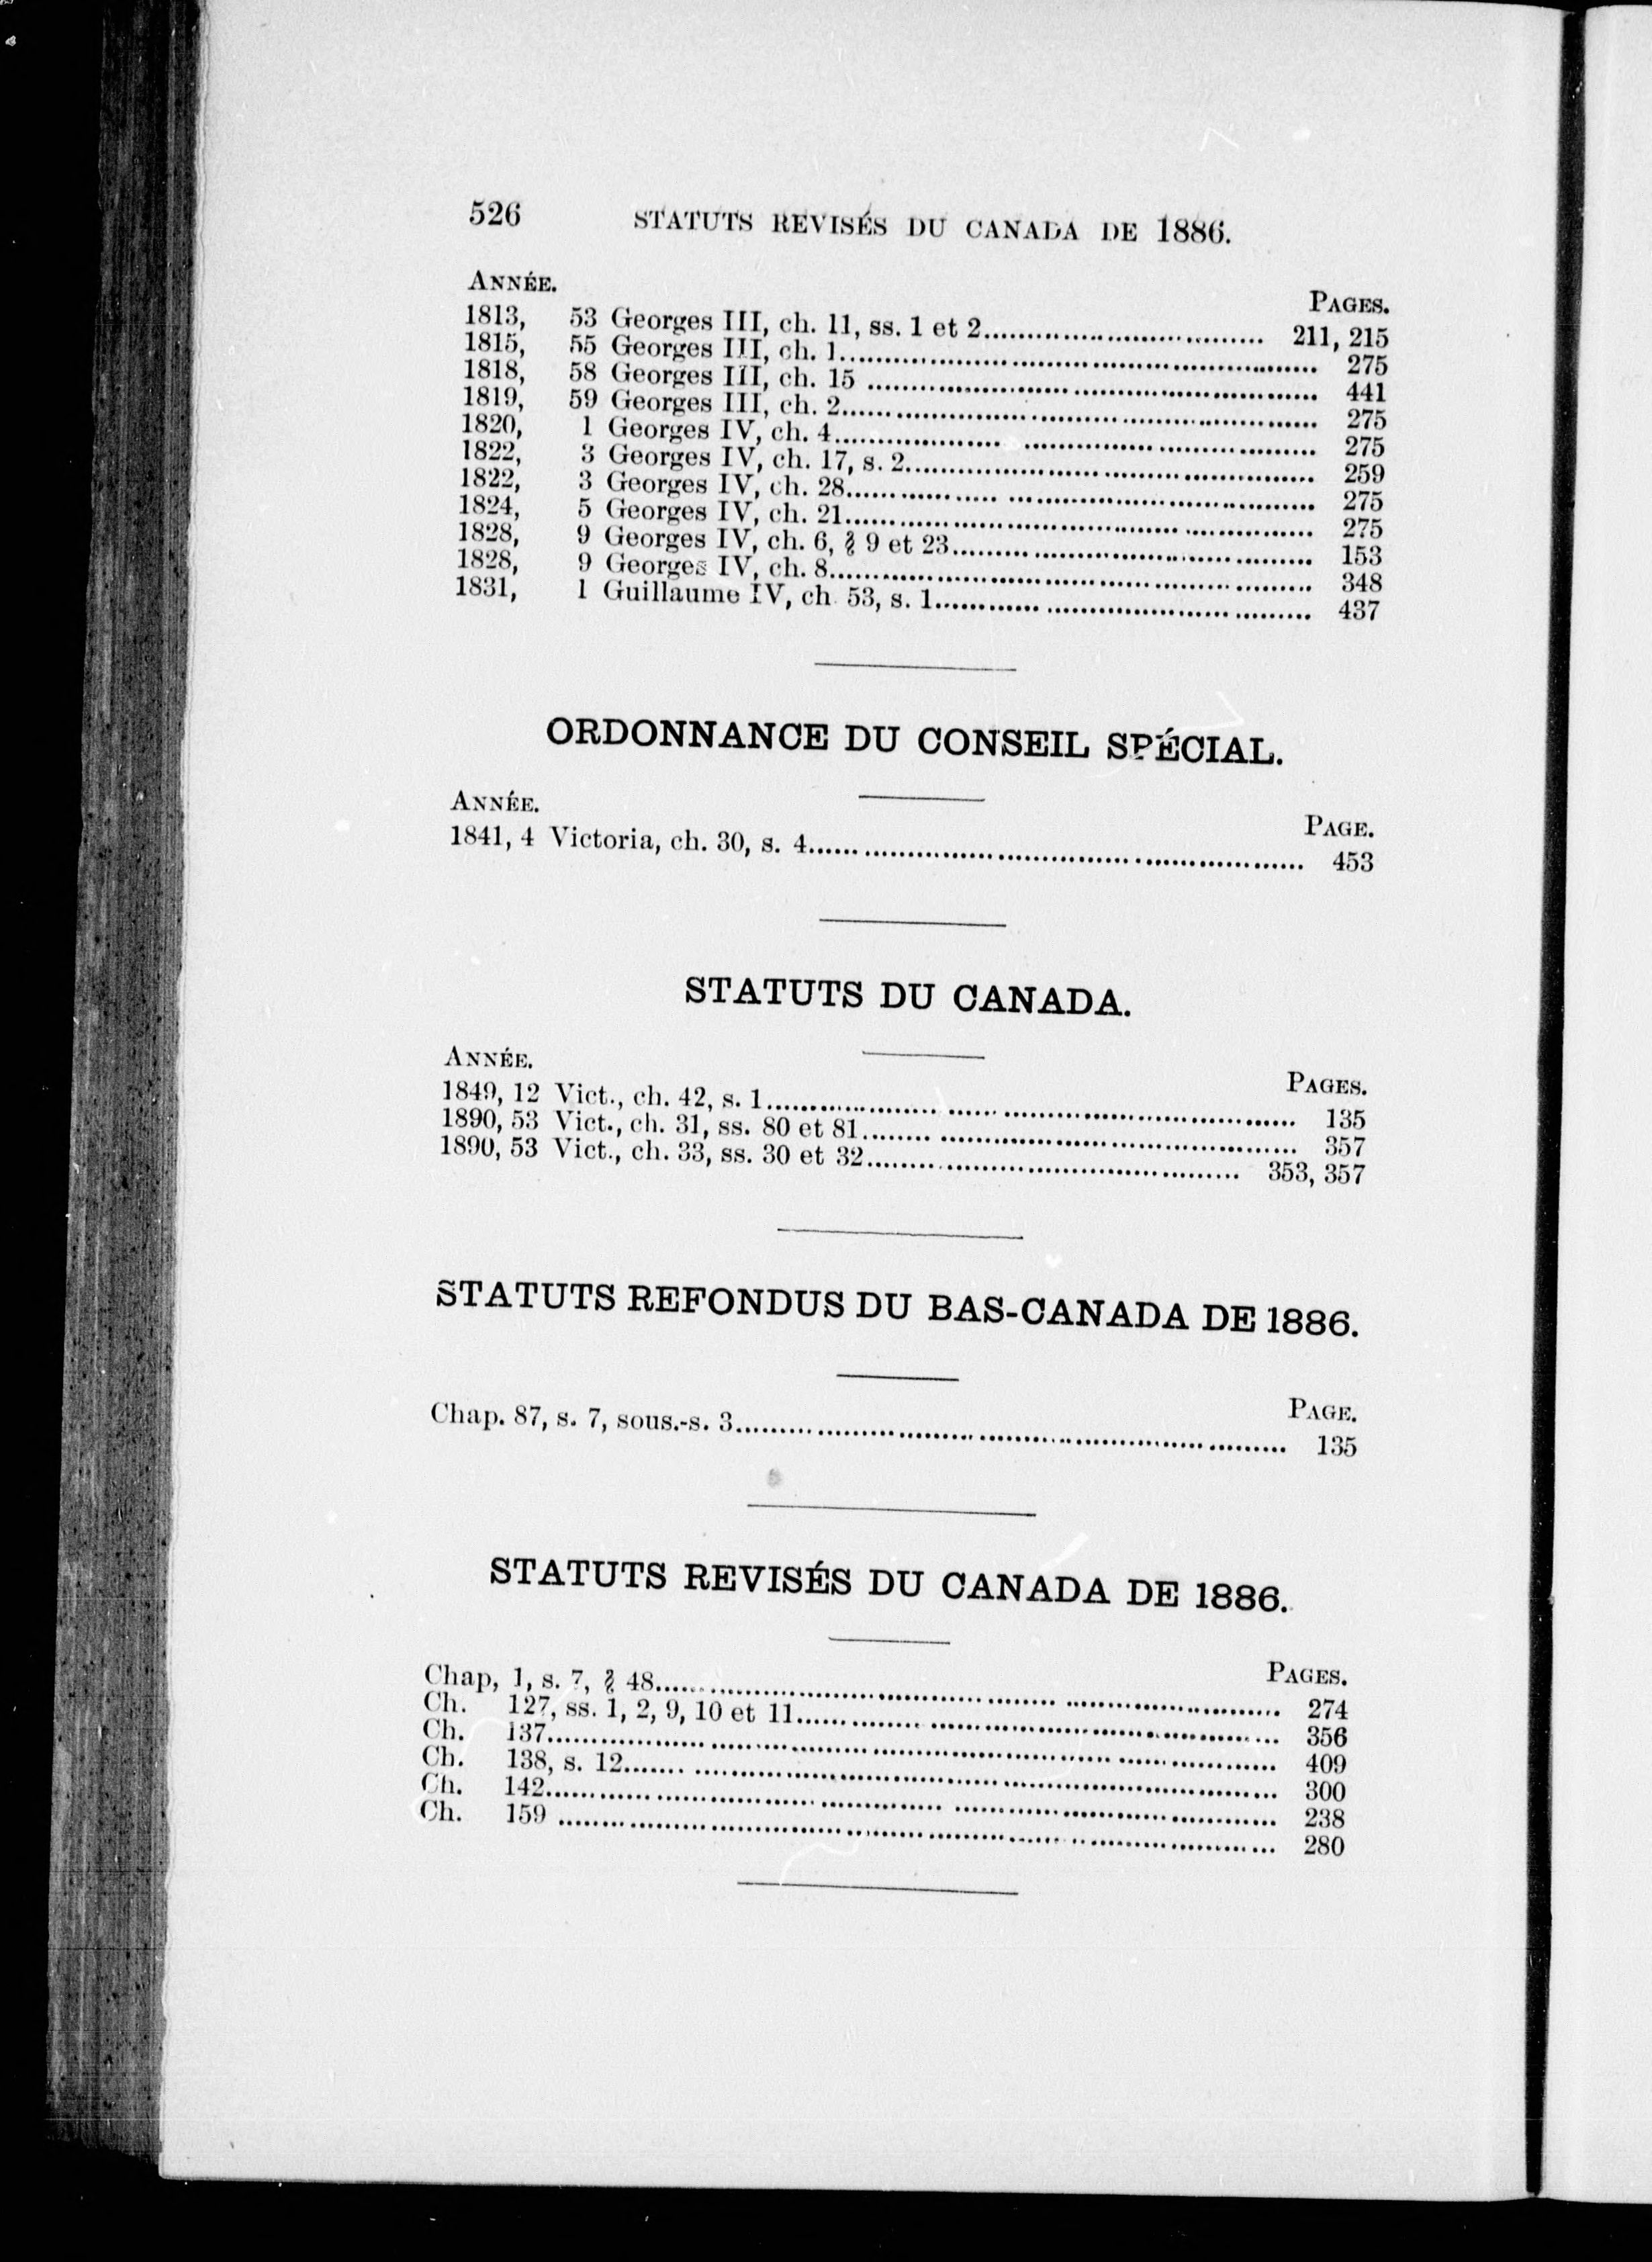 526 STATUTS REVISÉS DU CANADA DE 1886.
ANNÉE. PAGES.
1813, 53 Georges III, ch. 11, ss. 1 et 2........ 211, 215
1815, 55 Georges III, ch. 1........ 275
1818, 58 Georges III, ch. 15 ........ 441
1819, 59 Georges III, ch. 2........ 275
1820, 1 Georges IV, ch. 4........ 275
1822, 3 Georges IV, ch. 17, s. 2........ 259
1822, 3 Georges IV, ch. 28........ 275
1824, 5 Georges IV, ch. 21........ 275
1828, 9 Georges IV, ch. 6, § 9 et 23........ 153
1828, 9 Georges IV, ch. 8........ 348
1831, 1 Guillaume IV, ch 53, s. 1........ 437
ORDONNANCE DU CONSEIL SPÉCIAL.
ANNÉE. PAGE.
1841, 4 Victoria, ch. 30, s. 4........ 453
STATUTS DU CANADA.
ANNÉE. PAGES.
1849, 12 Vict., ch. 42, s. 1........ 135
1890, 53 Vict., ch. 31, ss. 80 et 81........ 357
1890, 53 Vict., ch. 33, ss. 30 et 32........ 353, 357
STATUTS REFONDUS DU BAS-CANADA DE 1886.
PAGE.
Chap. 87, s. 7, sous.-s. 3........ 135
STATUTS REVISÉS DU CANADA DE 1886.
PAGES.
Chap, 1, s. 7, § 48........ 274
Ch. 127, ss. 1, 2, 9, 10 et 11........ 356
Ch. 137........ 409
Ch. 138, s. 12........ 300
Ch. 142........ 238
Ch. 159 ........ 280